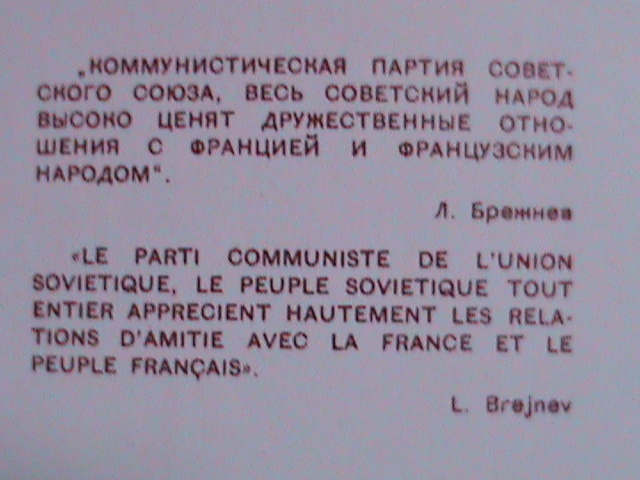 „КОММУНИСТИЧЕСКАЯ ПАРТИЯ СОВЕТ-
СКОГО СОЮЗА, ВЕСЬ СОВЕТСКИЙ НАРОД
ВЫСОКО ЦЕНЯТ ДРУЖЕСТВЕННЫЕ ОТНО-
ШЕНИЯ С ФРАНЦИЕЙ И ФРАНЦУЗСКИМ
НАРОДОМ“.
Л. Брежнев
«LE PARTI COMMUNISTE DE L'UNION
SOVIETIQUE, LE PEUPLE SOVIETIQUE TOUT
ENTIER APPRECIENT HAUTEMENT LES RELA-
TIONS D'AMITIE AVEC LA FRANCE ET LE
PEUPLE FRANÇAIS».
L. Brejnev